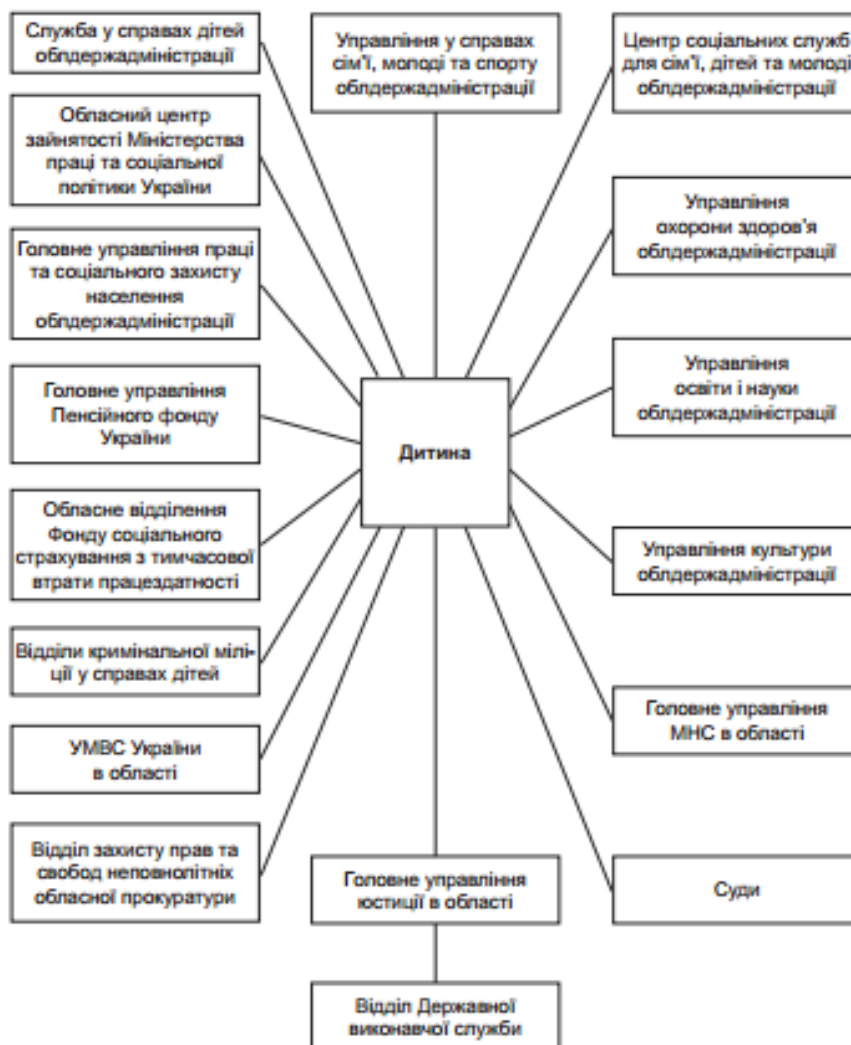 Служба у справах дітей
облдержадміністрації
Управління у справах
сім'ї, молоді та спорту
облдержадміністрації
Центр соціальних служб
для сім'ї, дітей та молоді
облдержадміністрації
Обласний центр
зайнятості Міністерства
праці та соціальної
політики України
Управління
охорони здоров'я
облдержадміністрації
Головне управління праці
та соціального захисту
населення
облдержадміністрації
Управління
освіти і науки
облдержадміністрації
Головне управління
Пенсійного фонду
України
Дитина
Обласне відділення
Фонду соціального
страхування з тимчасової
втрати працездатності
Управління культури
облдержадміністрації
Відділи кримінальної мілі-
ції у справах дітей
Головне управління
МНС в області
УМВС України
в області
Відділ захисту прав та
свобод неповнолітніх
обласної прокуратури
Головне управління
юстиції в області
Суди
Відділ Державної
виконавчої служби